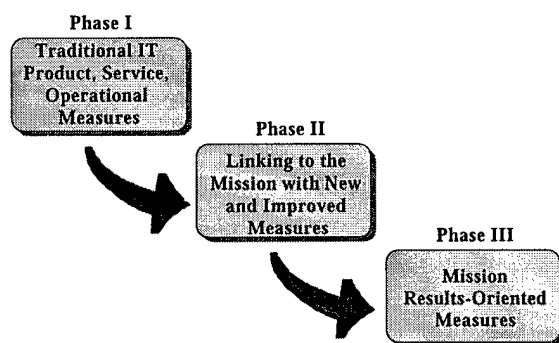 Phase I
Traditional IT
Product, Service,
Operational
Measures
Phase II
Linking to the
Mission with New
and Improved
Measures
Phase III
Mission
Results-Oriented
Measures